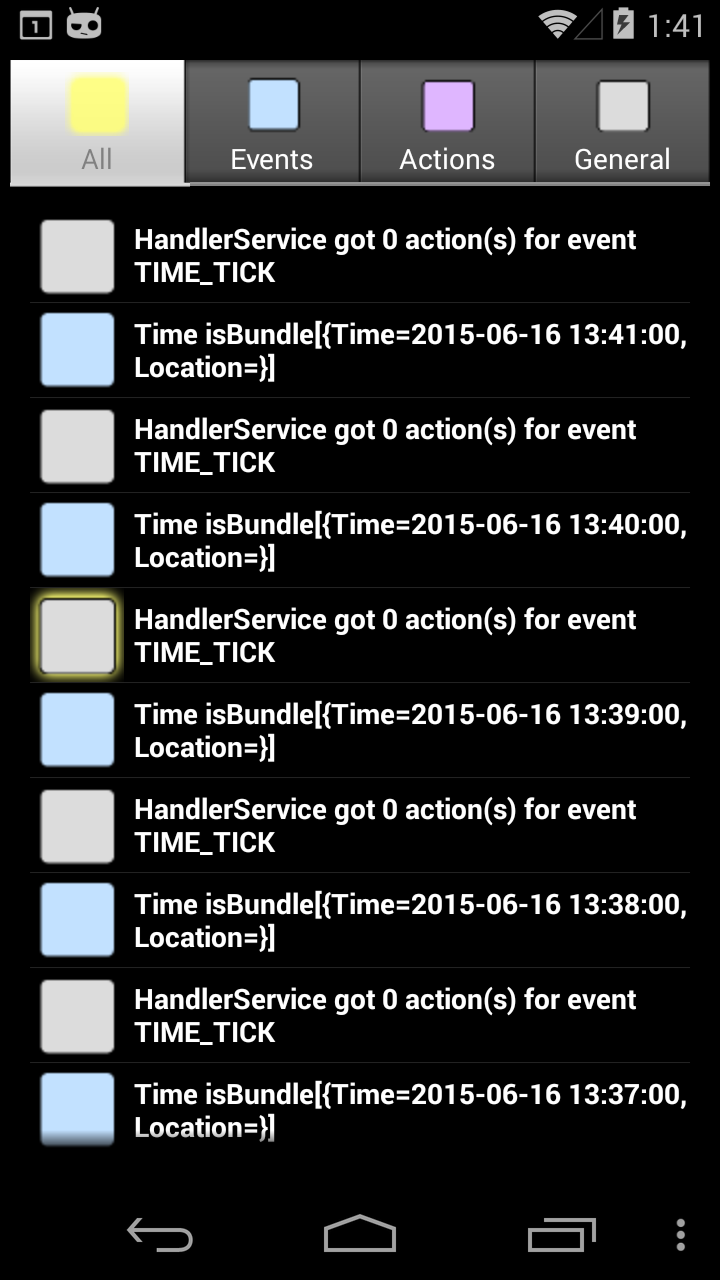 1
1:41
All
Events
Actions
General
HandlerService got 0 action(s) for event
TIME_TICK
Time isBundle[{Time=2015-06-16 13:41:00,
Location=}]
HandlerService got 0 action(s) for event
TIME_TICK
Time isBundle[{Time=2015-06-16 13:40:00,
Location=}]
HandlerService got 0 action(s) for event
TIME_TICK
Time isBundle[{Time=2015-06-16 13:39:00,
Location=}]
HandlerService got 0 action(s) for event
TIME_TICK
Time isBundle[{Time=2015-06-16 13:38:00,
Location=}]
HandlerService got 0 action(s) for event
TIME_TICK
Time isBundle[{Time=2015-06-16 13:37:00,
Location=}]